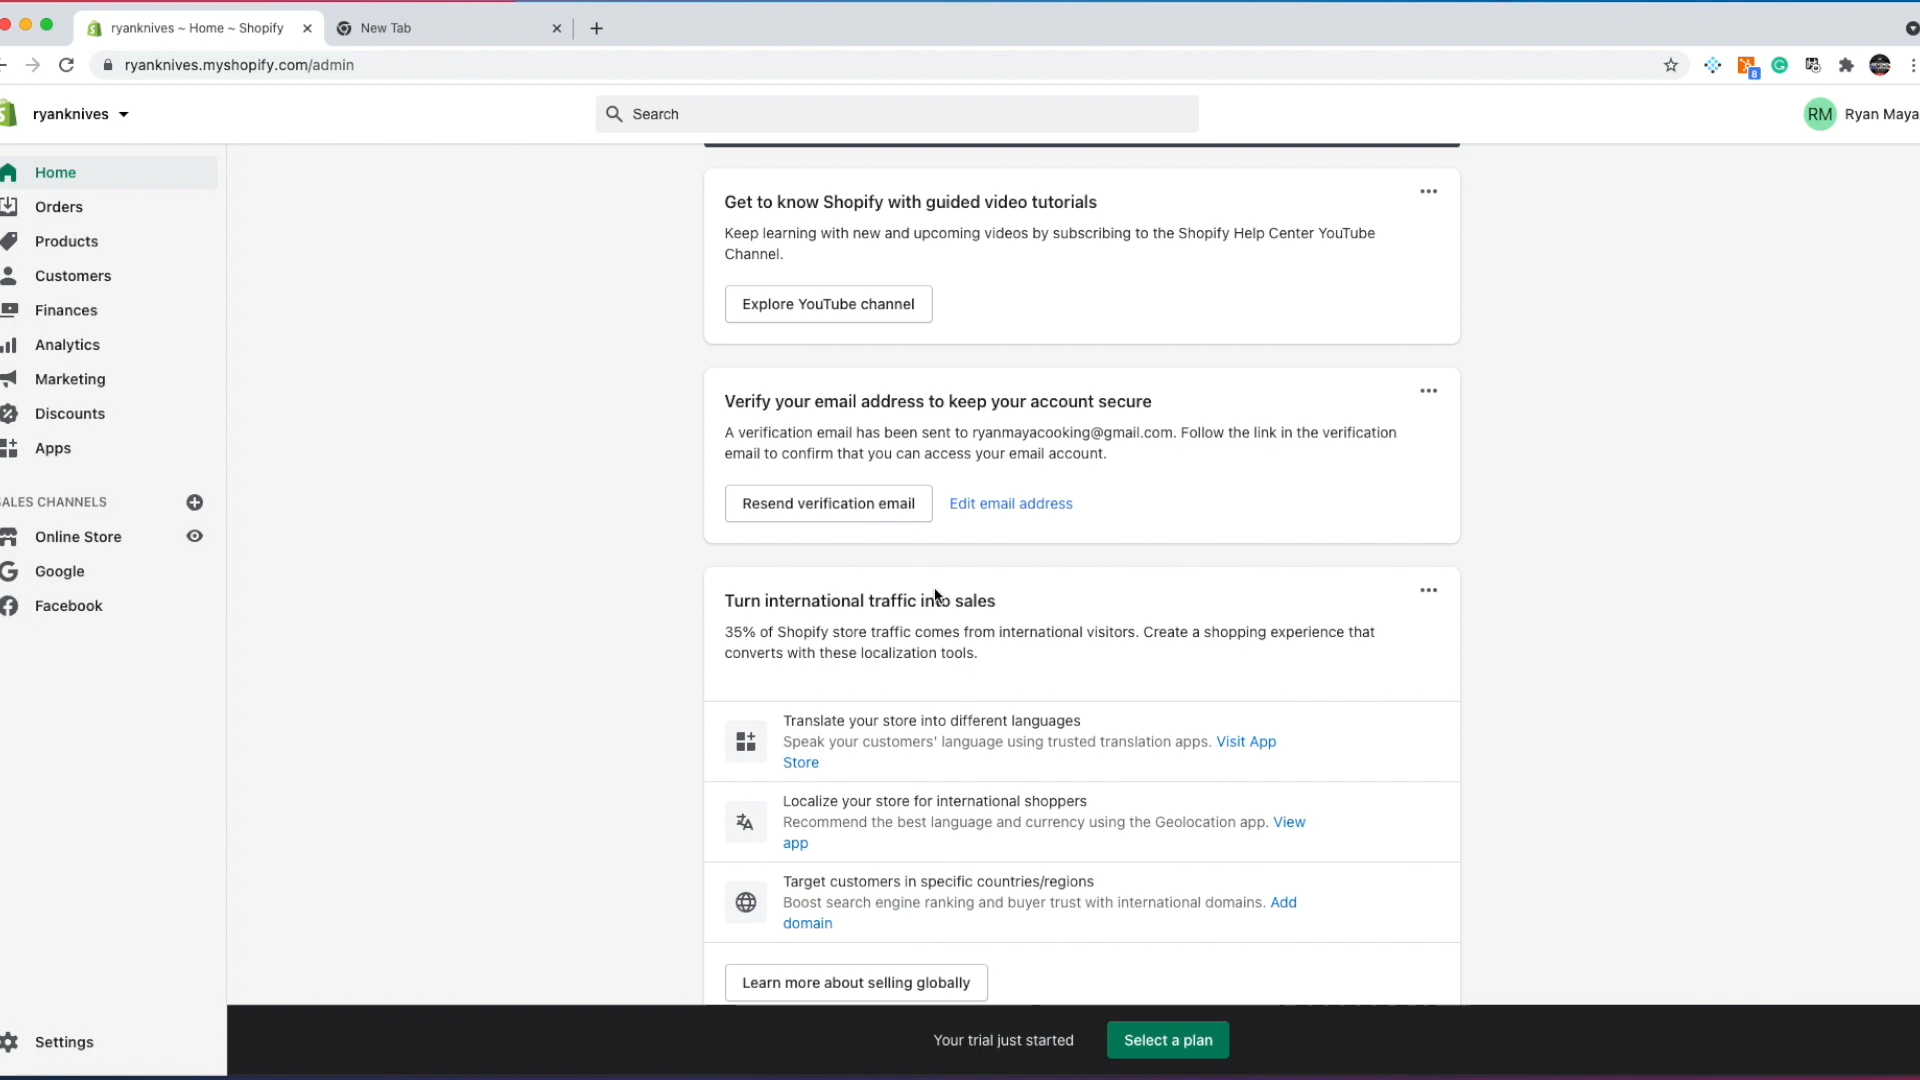 ryanknives ~ Home ~ Shopify
New Tab
ryanknives.myshopify.com/admin
8
ryanknives
Search
RM
Ryan Maya
Home
Orders
Products
Customers
Finances
Analytics
Marketing
Discounts
Apps
ALES CHANNELS
Online Store
Google
Facebook
Settings
Get to know Shopify with guided video tutorials
Keep learning with new and upcoming videos by subscribing to the Shopify Help Center YouTube
Channel.
Explore YouTube channel
Verify your email address to keep your account secure
A verification email has been sent to ryanmayacooking@gmail.com. Follow the link in the verification
email to confirm that you can access your email account.
Resend verification email
Edit email address
Turn international traffic into sales
35% of Shopify store traffic comes from international visitors. Create a shopping experience that
converts with these localization tools.
Translate your store into different languages
Speak your customers' language using trusted translation apps. Visit App
Store
Localize your store for international shoppers
Recommend the best language and currency using the Geolocation app. View
app
Target customers in specific countries/regions
Boost search engine ranking and buyer trust with international domains. Add
domain
Learn more about selling globally
Your trial just started
Select a plan